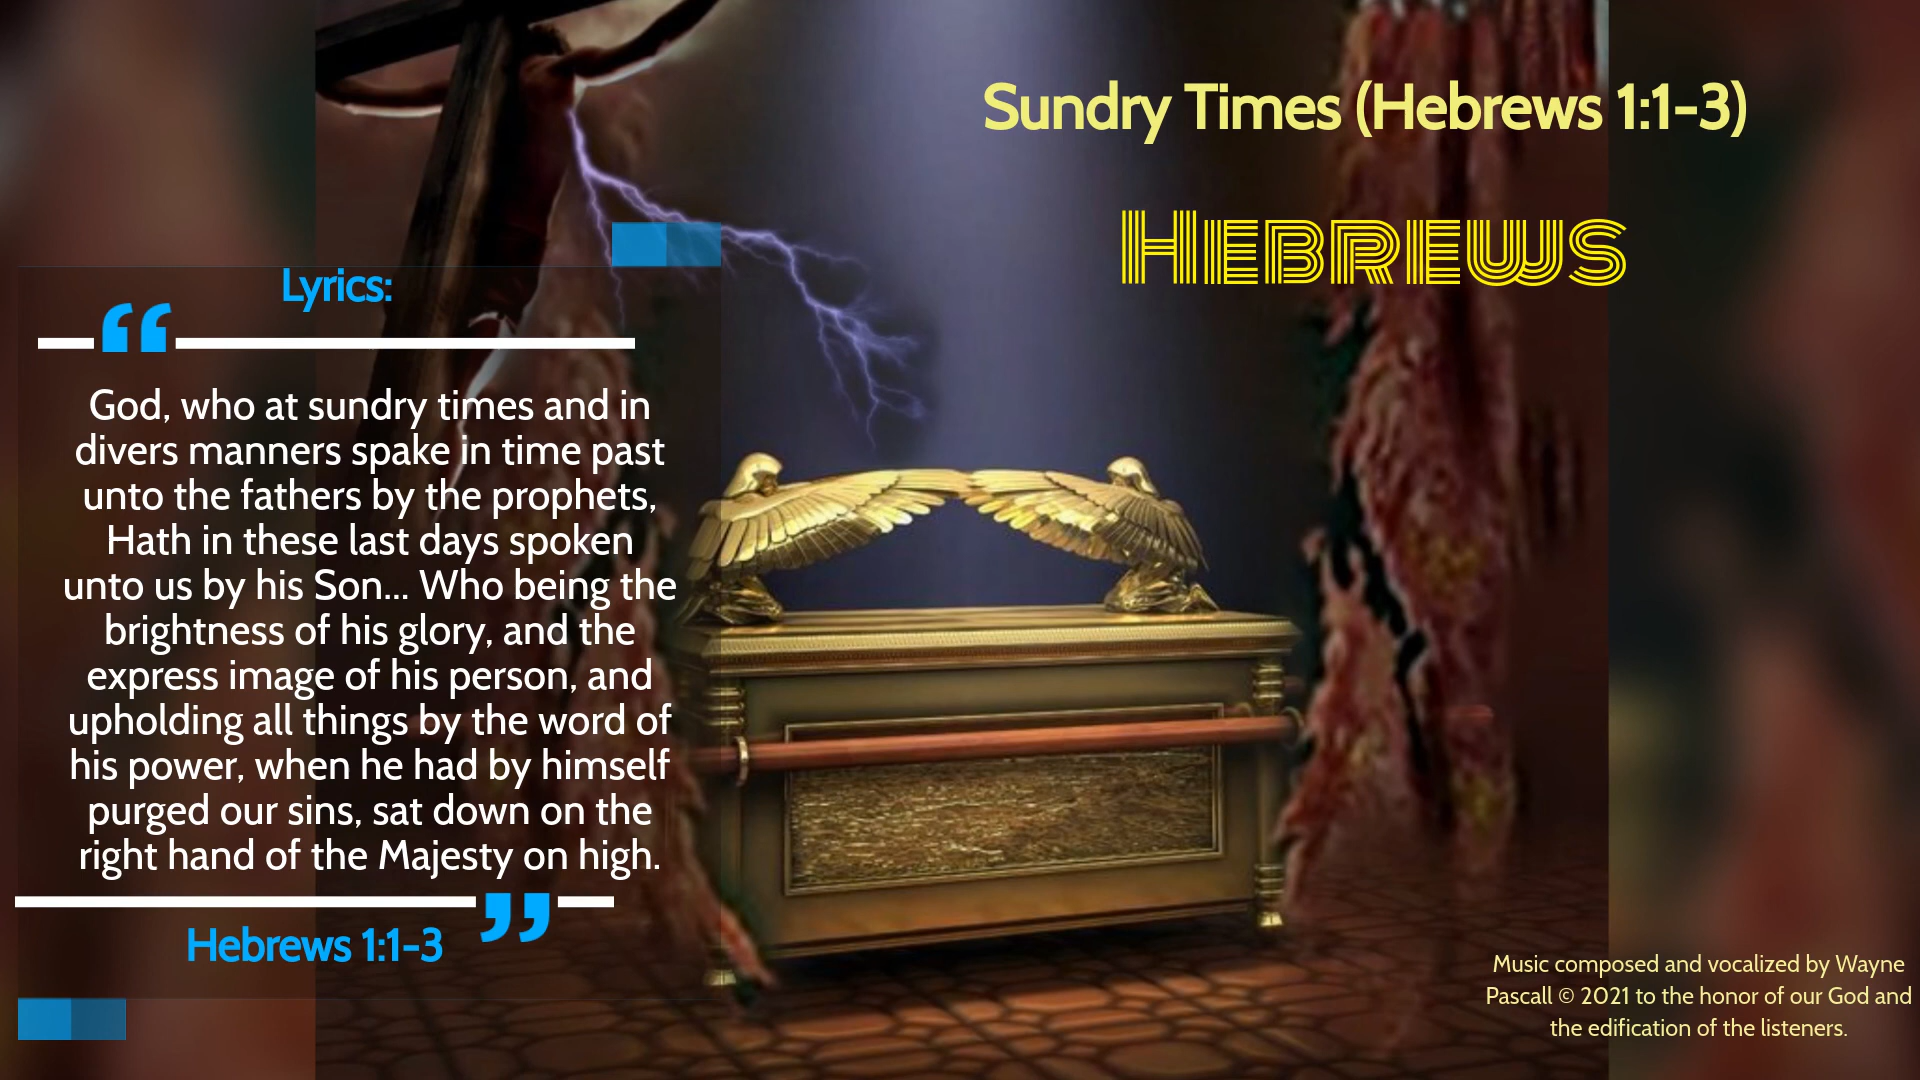 Sundry Times (Hebrews 1:1-3)
HEBREWS
Lyrics:
“
God, who at sundry times and in
divers manners spake in time past
unto the fathers by the prophets,
Hath in these last days spoken
unto us by his Son... Who being the
brightness of his glory, and the
express image of his person, and
upholding all things by the word of
his power, when he had by himself
purged our sins, sat down on the
right hand of the Majesty on high.
”
Hebrews 1:1-3
Music composed and vocalized by Wayne
Pascall © 2021 to the honor of our God and
the edification of the listeners.